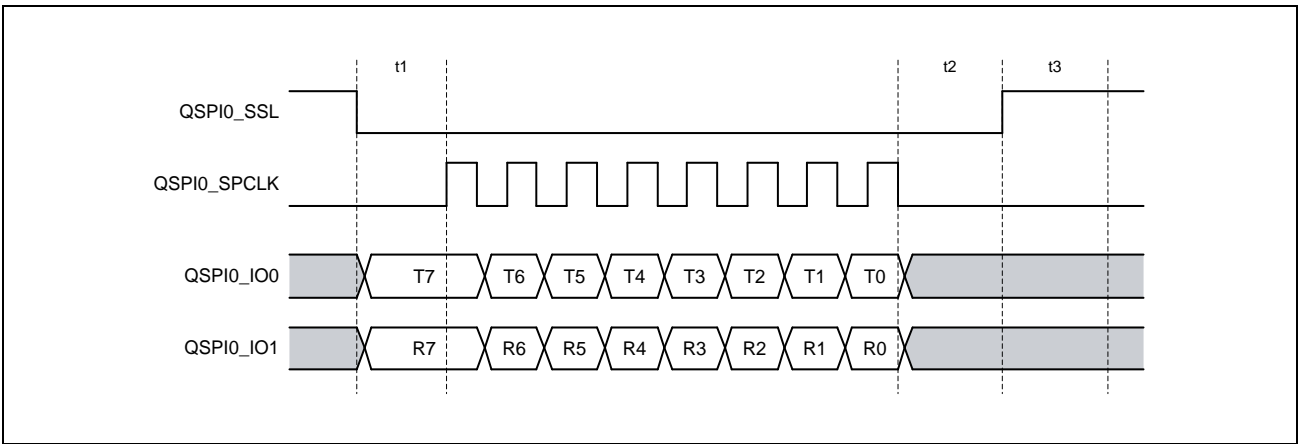 t1 t2 t3
QSPI0_SSL
QSPI0_SPCLK
QSPI0_IO0 T7 T6 T5 T4 T3 T2 T1 T0
QSPI0_IO1 R7 R6 R5 R4 R3 R2 R1 R0